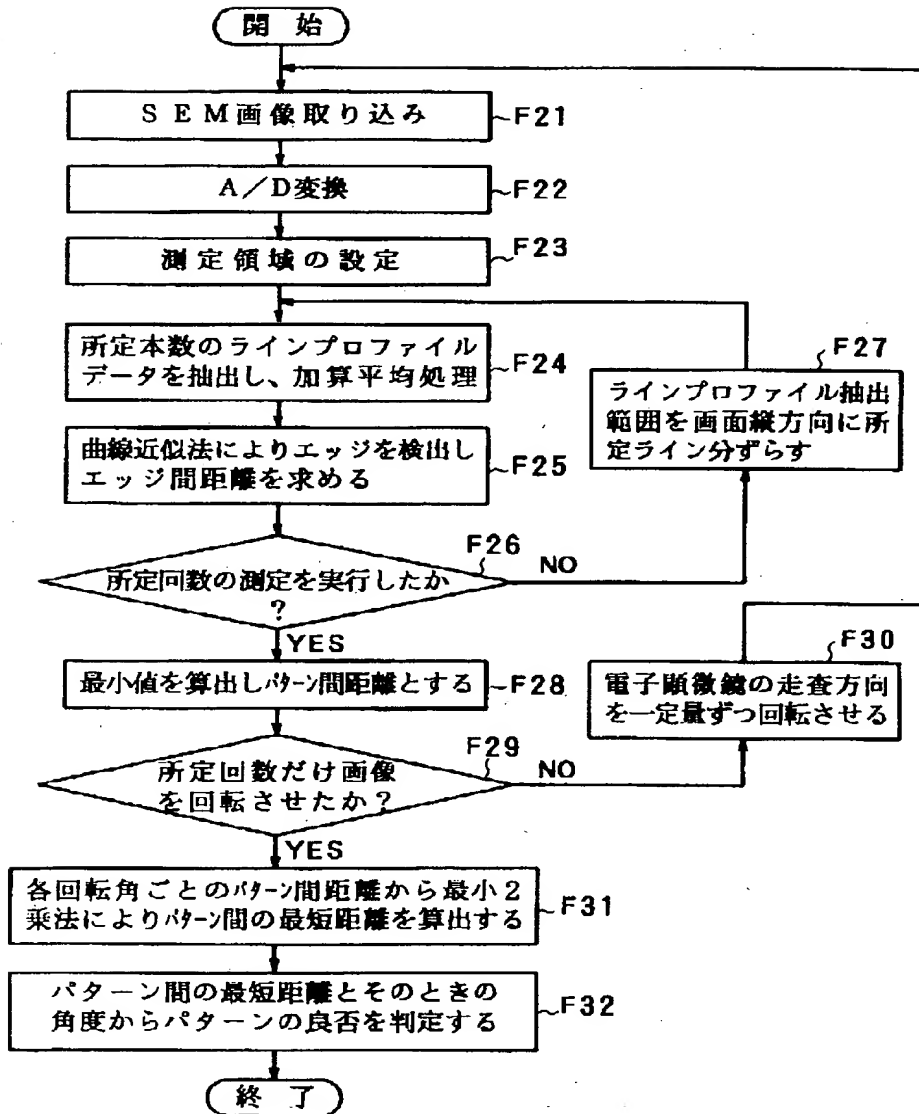 開 始
ＳＥＭ画像取り込み
F21
Ａ／Ｄ変換
F22
測定領域の設定
F23
所定本数のラインプロファイル
データを抽出し、加算平均処理
F24
F27
ラインプロファイル抽出
範囲を画面縦方向に所
定ライン分ずらす
曲線近似法によりエッジを検出し
エッジ間距離を求める
F25
F26
所定回数の測定を実行したか
？
NO
YES
最小値を算出しパターン間距離とする
F28
F30
電子顕微鏡の走査方向
を一定量ずつ回転させる
F29
所定回数だけ画像
を回転させたか？
NO
YES
各回転角ごとのパターン間距離から最小２
乗法によりパターン間の最短距離を算出する
F31
パターン間の最短距離とそのときの
角度からパターンの良否を判定する
F32
終 了